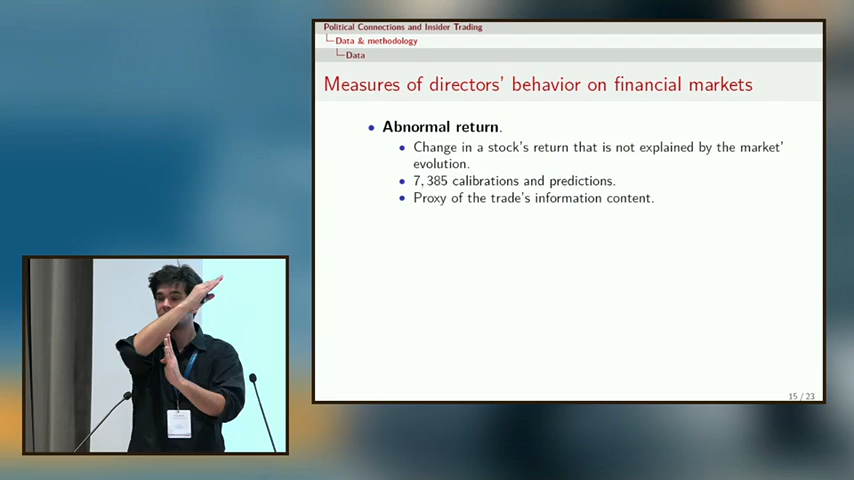 Political Connections and Insider Trading
Data & methodology
Data
Measures of directors' behavior on financial markets
• Abnormal return.
• Change in a stock's return that is not explained by the market'
evolution.
• 7, 385 calibrations and predictions.
• Proxy of the trade's information content.
15 / 23